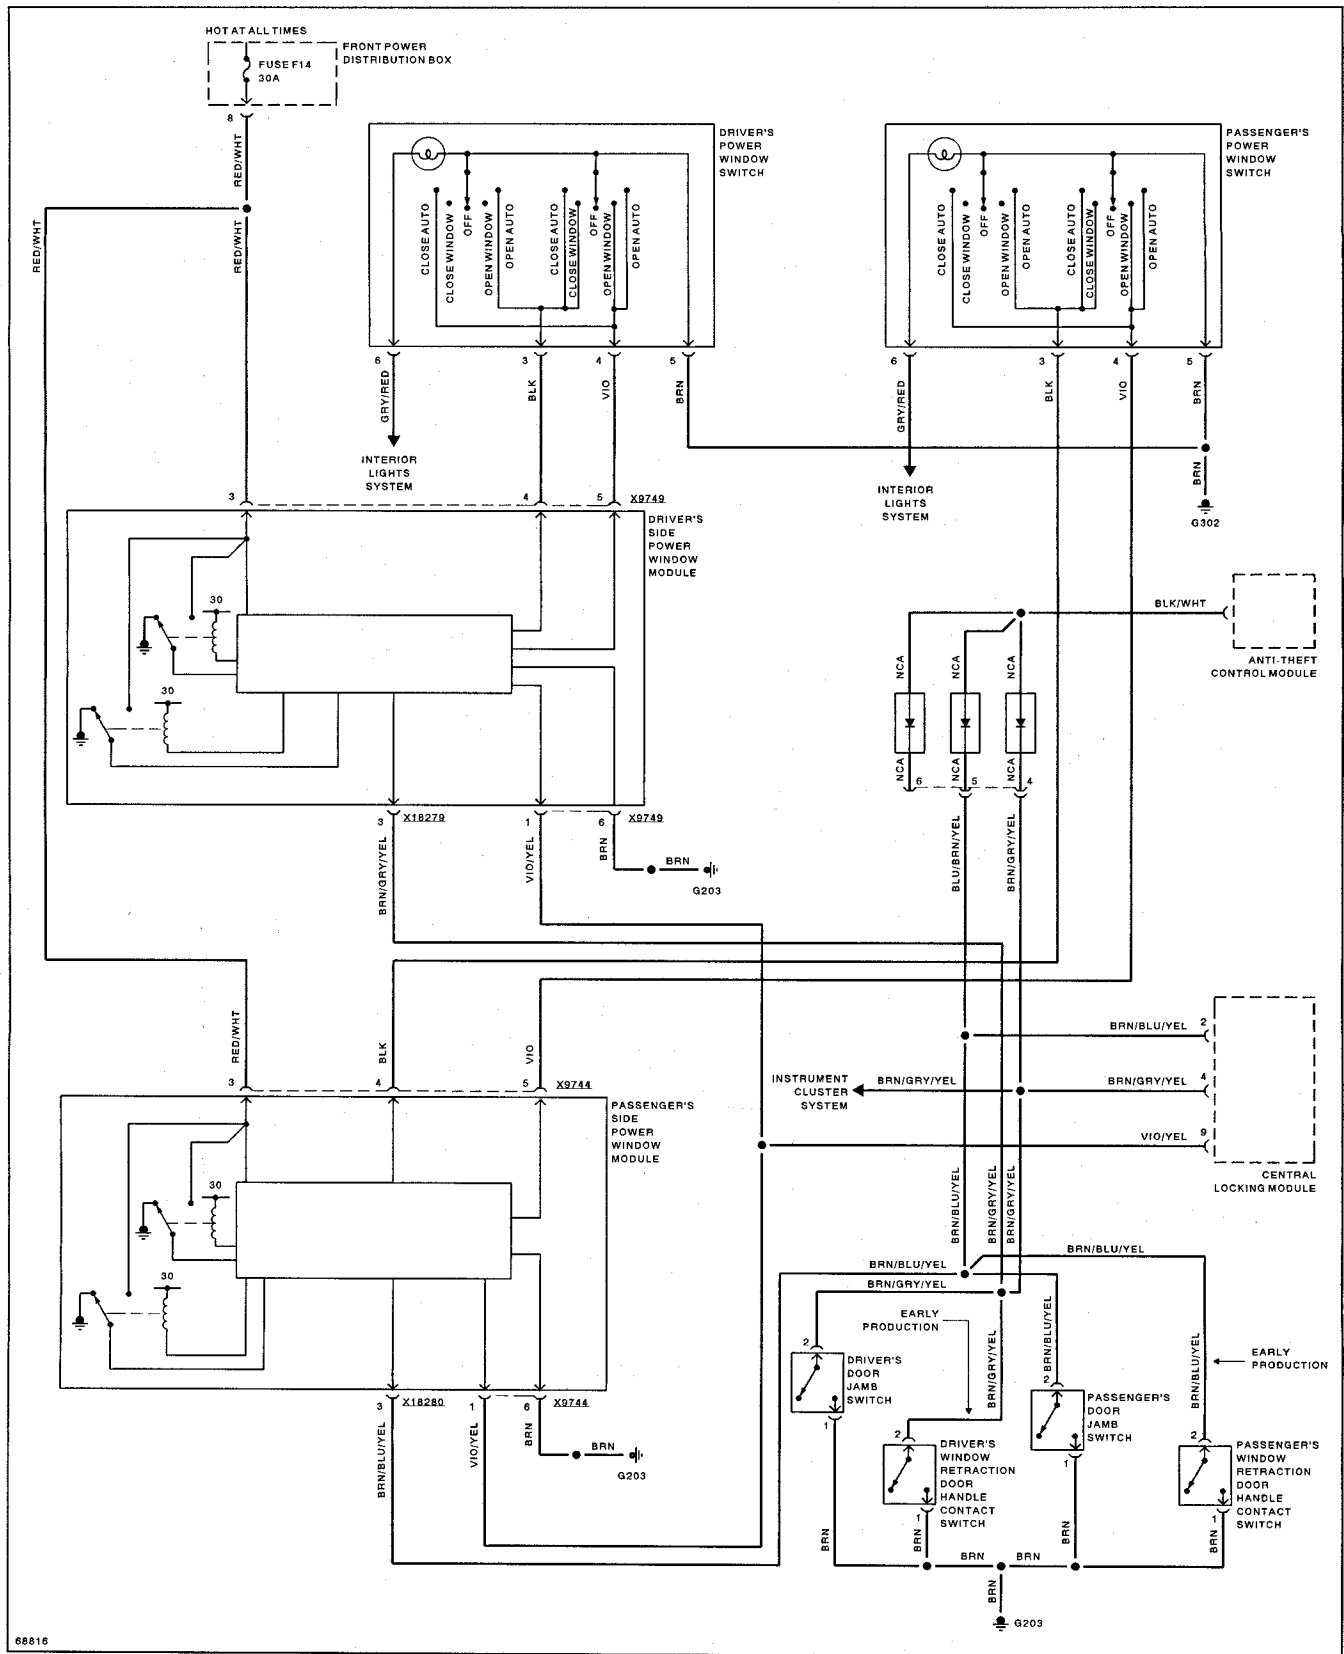 HOT AT ALL TIMES
FUSE F14
30A
FRONT POWER
DISTRIBUTION BOX
8
RED/WHT
RED/WHT
RED/WHT
DRIVER'S
POWER
WINDOW
SWITCH
CLOSE AUTO
CLOSE WINDOW
OFF
OPEN WINDOW
OPEN AUTO
CLOSE AUTO
CLOSE WINDOW
OFF
OPEN WINDOW
OPEN AUTO
PASSENGER'S
POWER
WINDOW
SWITCH
CLOSE AUTO
CLOSE WINDOW
OFF
OPEN WINDOW
OPEN AUTO
CLOSE AUTO
CLOSE WINDOW
OFF
OPEN WINDOW
OPEN AUTO
6
3
4
5
6
3
4
5
GRY/RED
BLK
VIO
BRN
GRY/RED
BLK
VIO
BRN
INTERIOR
LIGHTS
SYSTEM
INTERIOR
LIGHTS
SYSTEM
BRN
G302
3
4
5
X9749
DRIVER'S
SIDE
POWER
WINDOW
MODULE
30
30
BLK/WHT
ANTI-THEFT
CONTROL MODULE
NCA
NCA
NCA
NCA
NCA
NCA
6
5
4
3
X18279
1
6
X9749
BRN/GRY/YEL
VIO/YEL
BRN
BRN
G203
BLU/BRN/YEL
BRN/GRY/YEL
RED/WHT
BLK
VIO
3
4
5
X9744
PASSENGER'S
SIDE
POWER
WINDOW
MODULE
30
30
BRN/BLU/YEL
2
INSTRUMENT
CLUSTER
SYSTEM
BRN/GRY/YEL
BRN/GRY/YEL
4
VIO/YEL
9
CENTRAL
LOCKING MODULE
BRN/BLU/YEL
BRN/GRY/YEL
BRN/GRY/YEL
BRN/BLU/YEL
BRN/BLU/YEL
BRN/GRY/YEL
EARLY
PRODUCTION
BRN/GRY/YEL
BRN/BLU/YEL
BRN/BLU/YEL
EARLY
PRODUCTION
2
DRIVER'S
DOOR
JAMB
SWITCH
1
2
PASSENGER'S
DOOR
JAMB
SWITCH
1
2
DRIVER'S
WINDOW
RETRACTION
DOOR
HANDLE
CONTACT
SWITCH
1
2
PASSENGER'S
WINDOW
RETRACTION
DOOR
HANDLE
CONTACT
SWITCH
1
3
X18280
1
6
X9744
BRN/BLU/YEL
VIO/YEL
BRN
BRN
G203
BRN
BRN
BRN
BRN
BRN
BRN
BRN
G203
68816